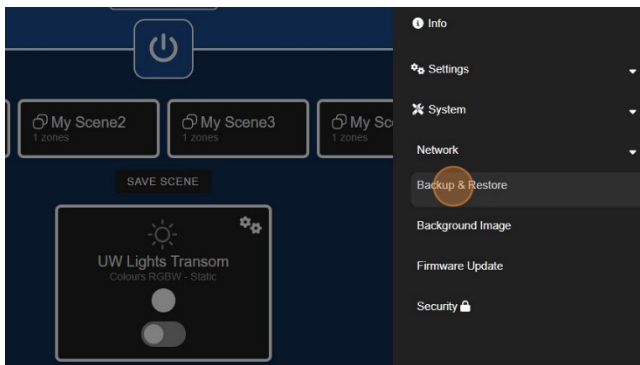 My Scene2
1 zones
My Scene3
1 zones
My Sc
1 zones
SAVE SCENE
UW Lights Transom
Colours RGBW - Static
Info
Settings
System
Network
Backup & Restore
Background Image
Firmware Update
Security